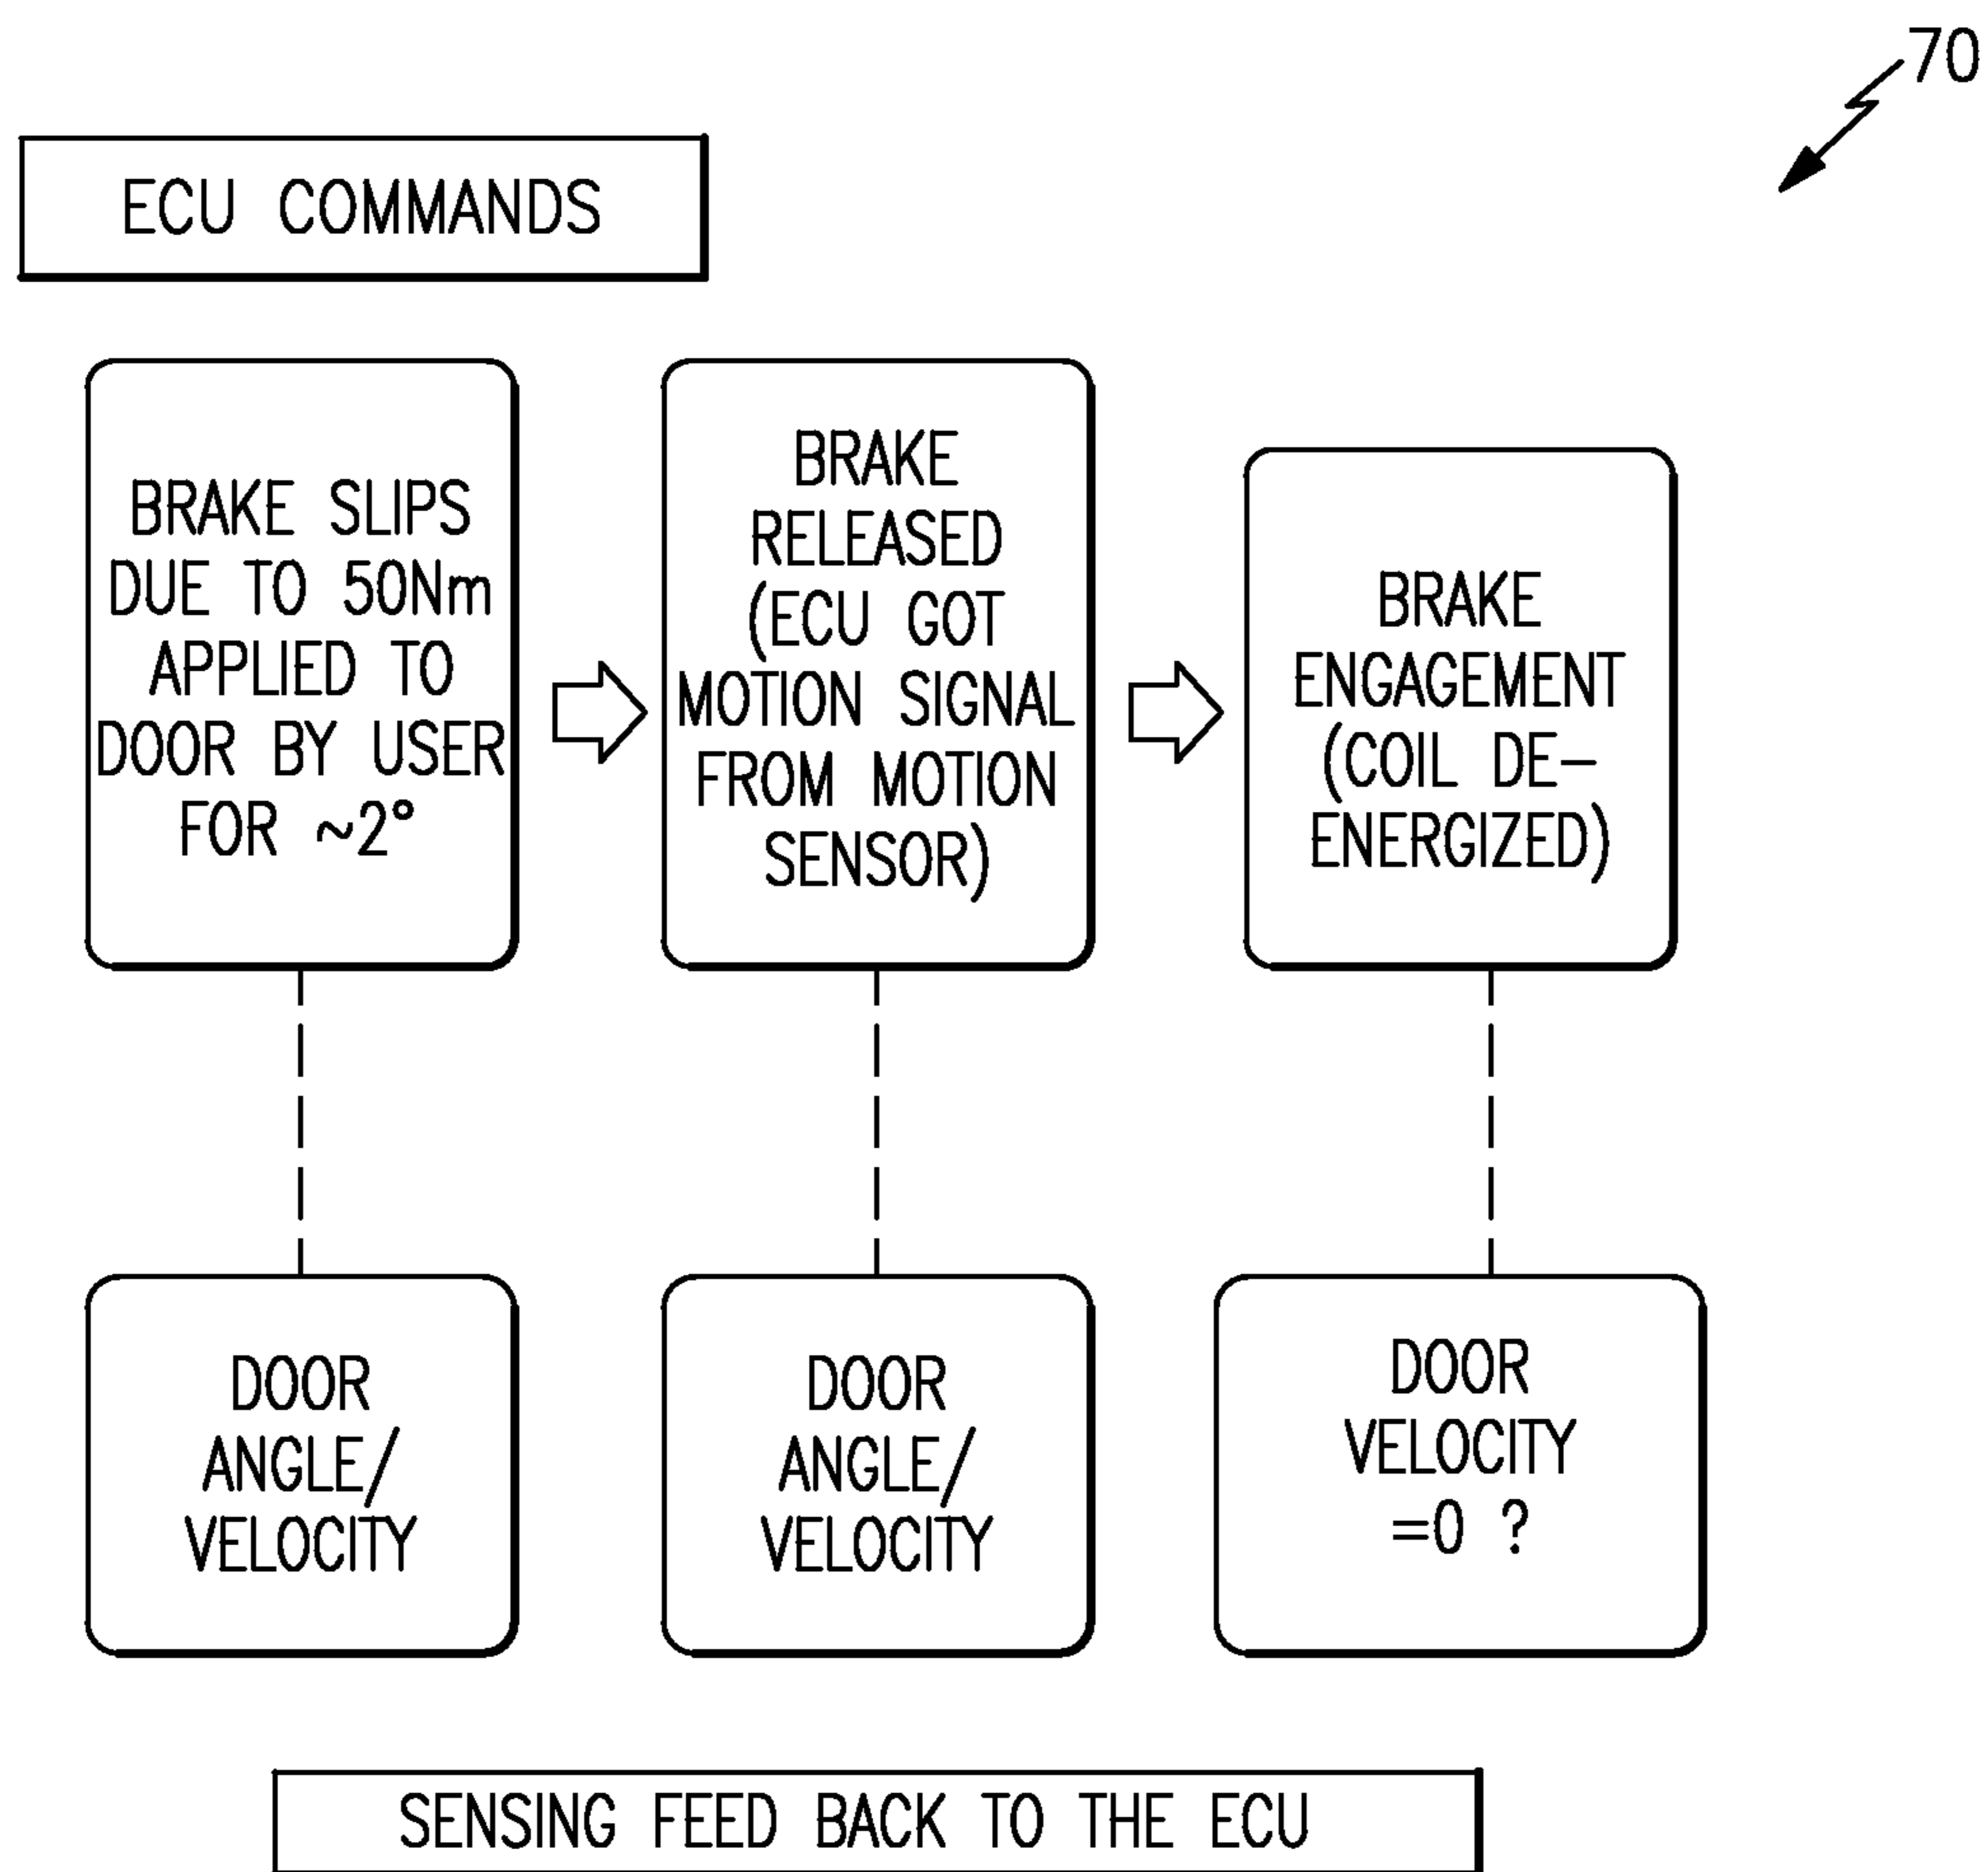 70
ECU COMMANDS
BRAKE SLIPS
DUE TO 50Nm
APPLIED TO
DOOR BY USER
FOR ~2°
BRAKE
RELEASED
(ECU GOT
MOTION SIGNAL
FROM MOTION
SENSOR)
BRAKE
ENGAGEMENT
(COIL DE-
ENERGIZED)
DOOR
ANGLE/
VELOCITY
DOOR
ANGLE/
VELOCITY
DOOR
VELOCITY
=0 ?
SENSING FEED BACK TO THE ECU